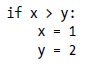 if x > y:
    x = 1
    y = 2